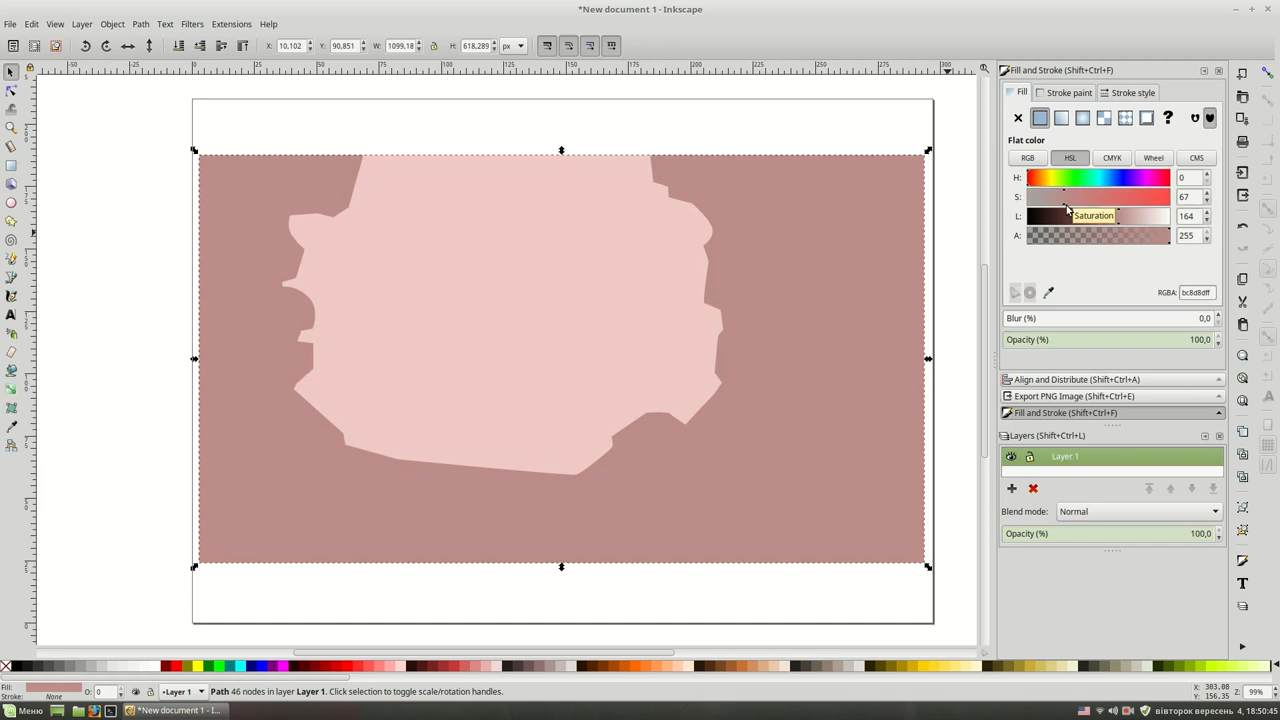 *New document 1 - Inkscape
File Edit View Layer Object Path Text Filters Extensions Help
X: 10,102 Y: 90,851 W: 1099,18 H: 618,289 px
Fill and Stroke (Shift+Ctrl+F)
Fill Stroke paint Stroke style
?
Flat color
RGB HSL CMYK Wheel CMS
H: 0
S: 67
L: 164
Saturation
A: 255
RGBA: bc8d8dff
Blur (%) 0,0
Opacity (%) 100,0
Align and Distribute (Shift+Ctrl+A)
Export PNG Image (Shift+Ctrl+E)
Fill and Stroke (Shift+Ctrl+F)
Layers (Shift+Ctrl+L)
Layer 1
Blend mode: Normal
Opacity (%) 100,0
Fill:
Stroke: None
O: 0
•Layer 1
Path 46 nodes in layer Layer 1. Click selection to toggle scale/rotation handles.
X: 303,08
Y: 156,35
Z: 99%
Меню
*New document 1 - I...
вівторок вересень 4, 18:50:45